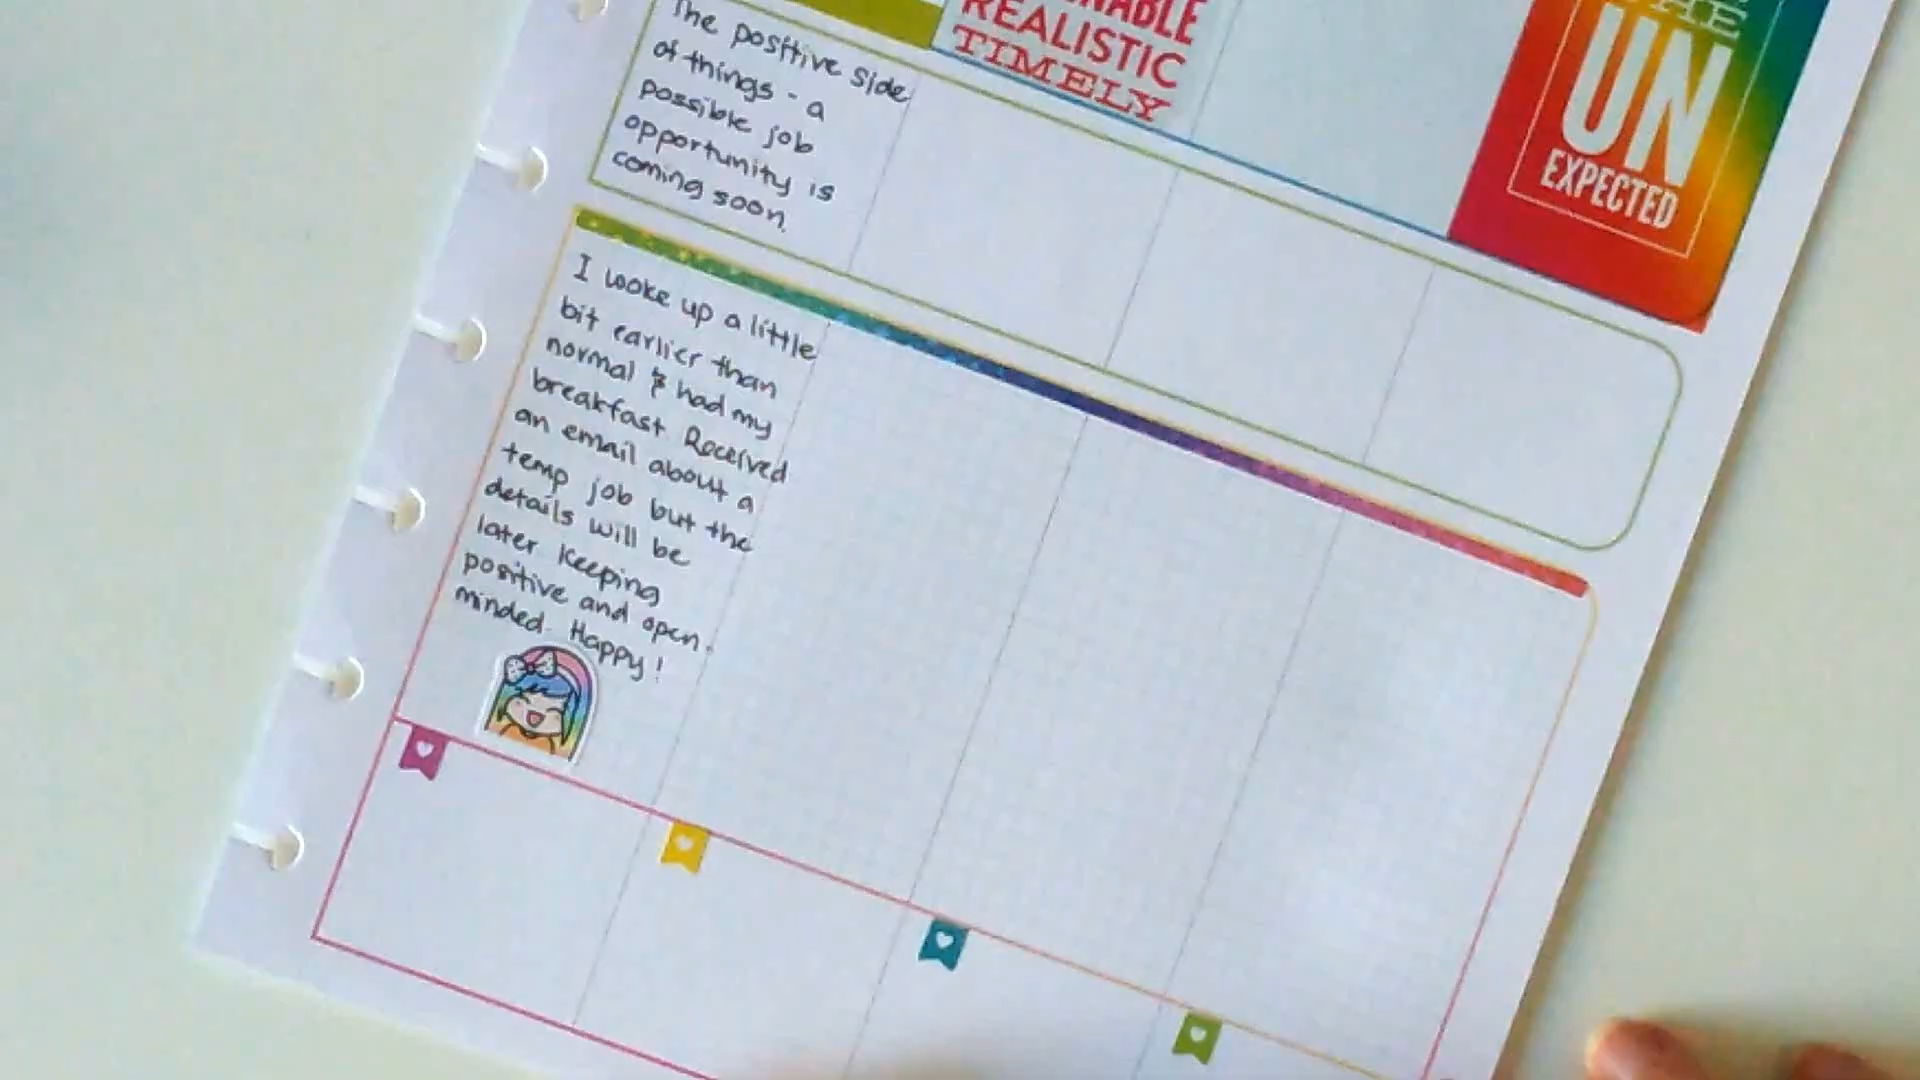 The positive side
of things - a
possible job
opportunity is
coming soon.
REALISTIC
TIMELY
THE
UN
EXPECTED
I woke up a little
bit earlier than
normal & had my
breakfast. Received
an email about a
temp job but the
details will be
later. Keeping
positive and open-
minded. Happy!